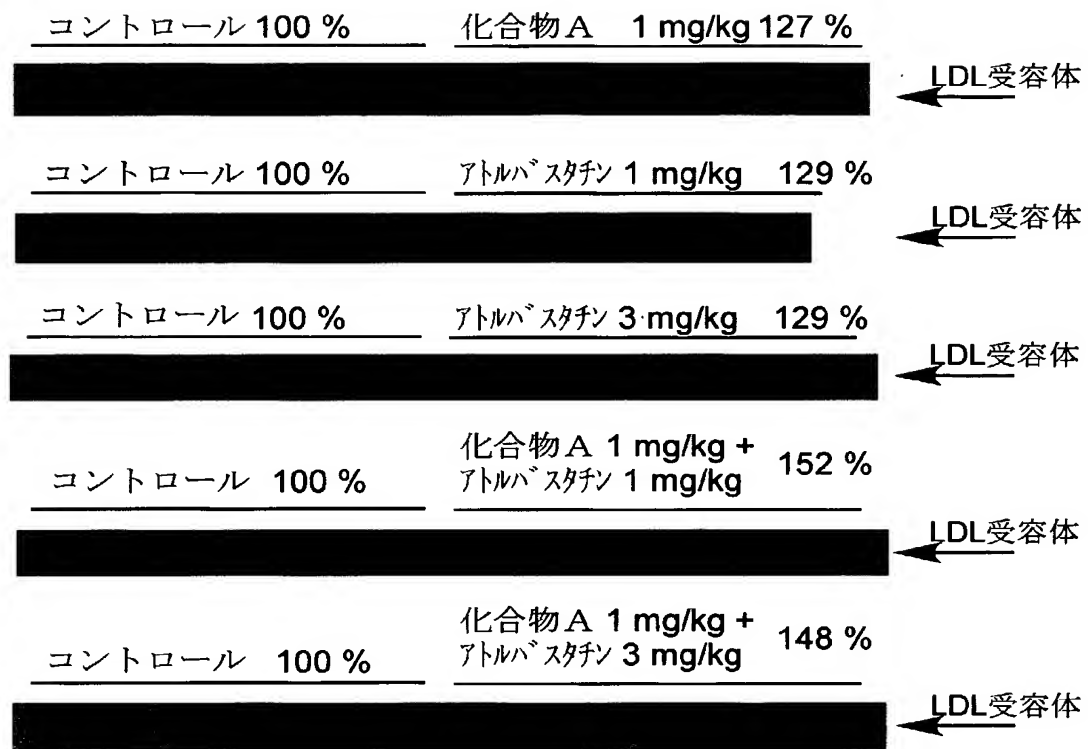 コントロール 100 % 化合物A 1 mg/kg 127 %
LDL受容体
コントロール 100 % アトルバスタチン 1 mg/kg 129 %
LDL受容体
コントロール 100 % アトルバスタチン 3 mg/kg 129 %
LDL受容体
化合物A 1 mg/kg +
コントロール 100 % アトルバスタチン 1 mg/kg 152 %
LDL受容体
化合物A 1 mg/kg +
コントロール 100 % アトルバスタチン 3 mg/kg 148 %
LDL受容体